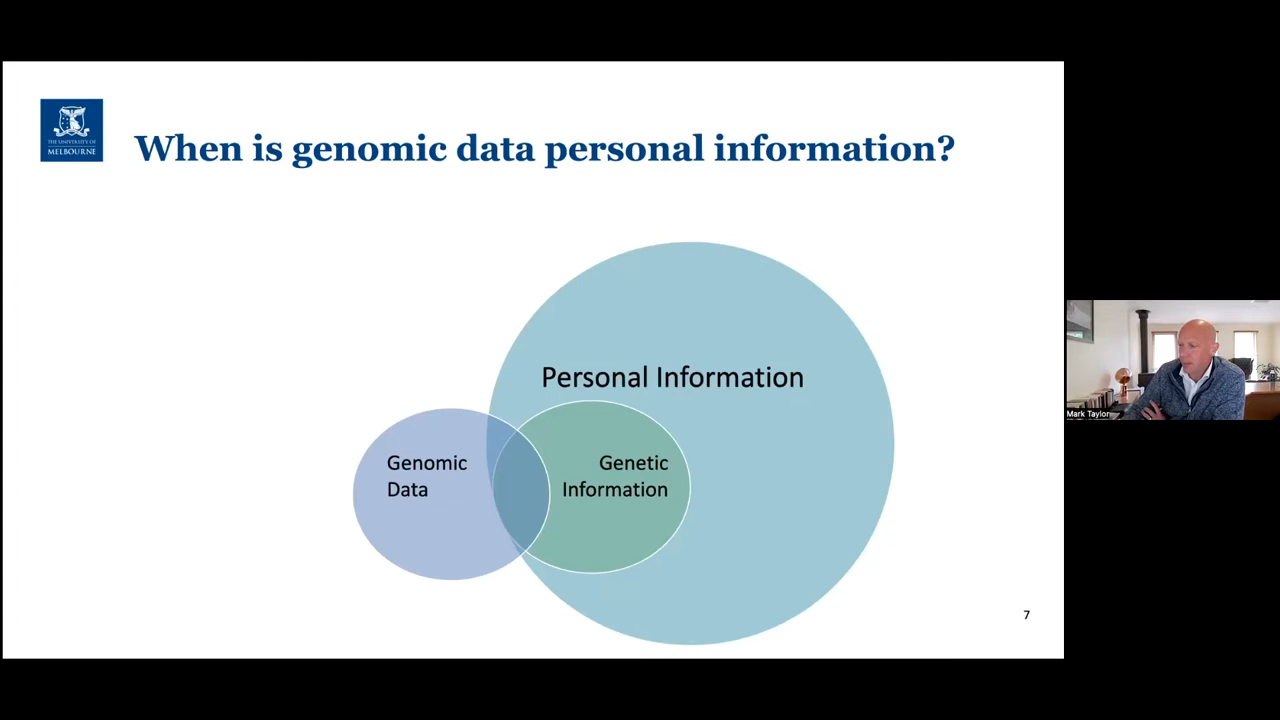 THE UNIVERSITY OF
MELBOURNE
When is genomic data personal information?
Personal Information
Genomic
Data
Genetic
Information
7
Mark Taylor